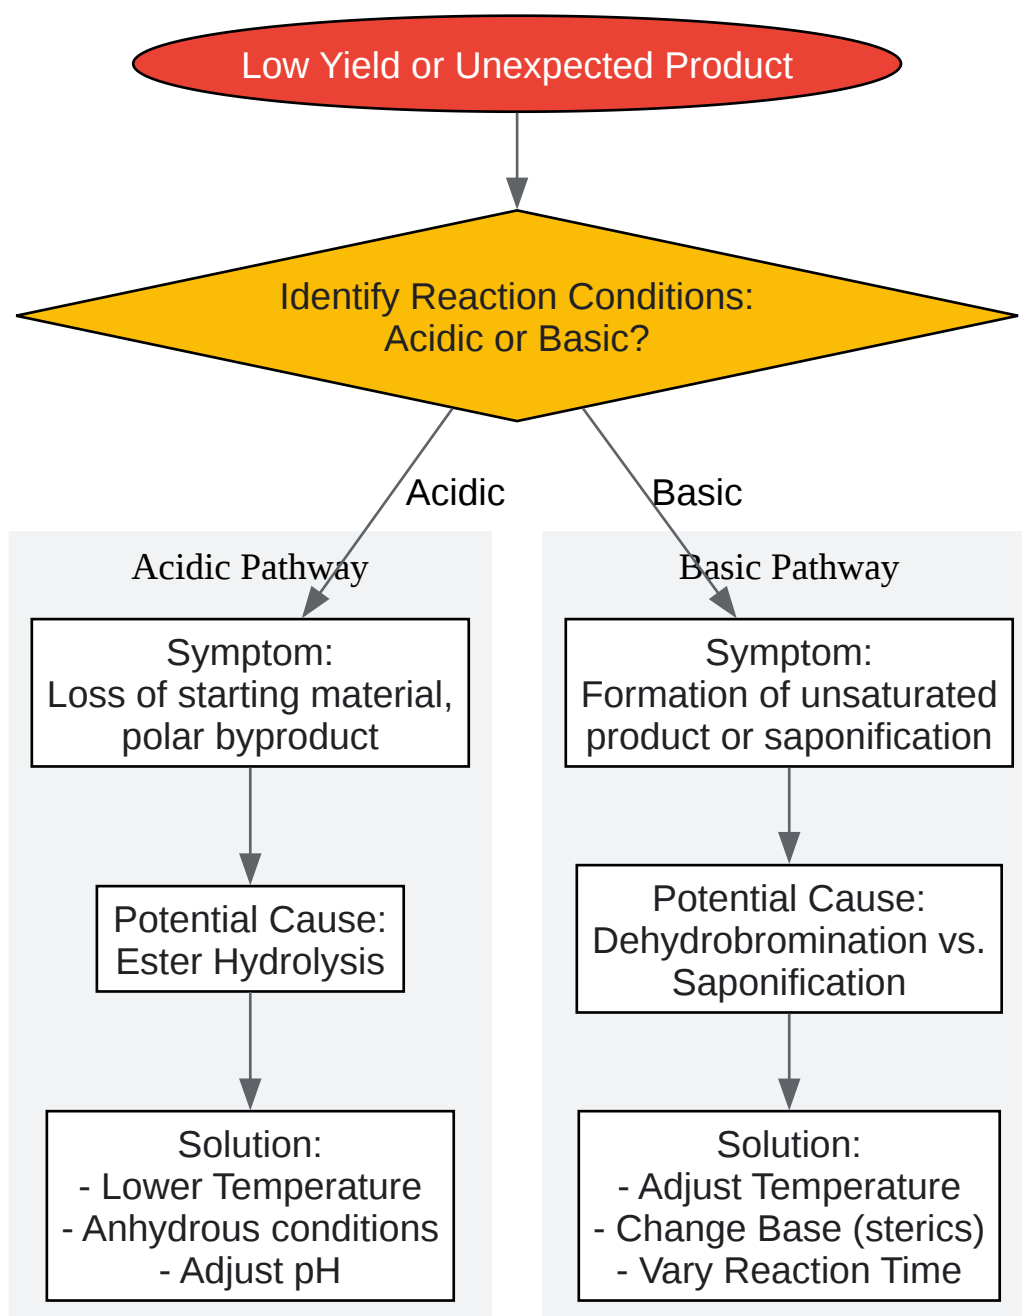 Low Yield or Unexpected Product
Identify Reaction Conditions:
Acidic or Basic?
Acidic
Basic
Acidic Pathway
Symptom:
Loss of starting material,
polar byproduct
Potential Cause:
Ester Hydrolysis
Solution:
- Lower Temperature
- Anhydrous conditions
- Adjust pH
Basic Pathway
Symptom:
Formation of unsaturated
product or saponification
Potential Cause:
Dehydrobromination vs.
Saponification
Solution:
- Adjust Temperature
- Change Base (sterics)
- Vary Reaction Time